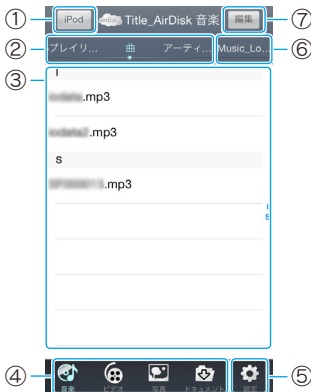 ① iPod Title_AirDisk 音楽 編集 ⑦
② プレイリ... 曲 アーティ... Music_Lo... ⑥
③
I
.mp3
.mp3
S
.mp3
I
S
④ 音楽 ビデオ 写真 ドキュメント 設定 ⑤